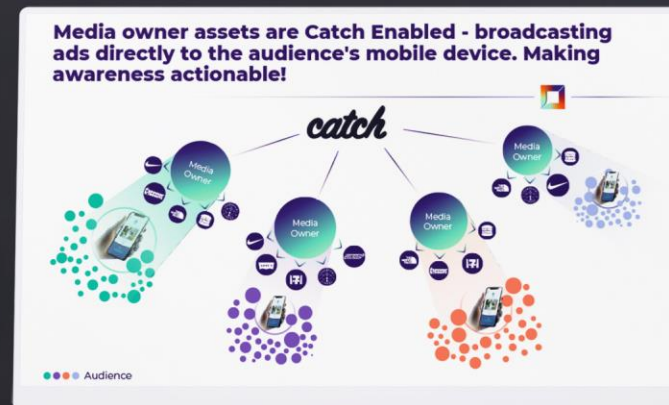 Media owner assets are Catch Enabled - broadcasting
ads directly to the audience's mobile device. Making
awareness actionable!
catch
Media
Owner
Media
Owner
Media
Owner
Media
Owner
Audience